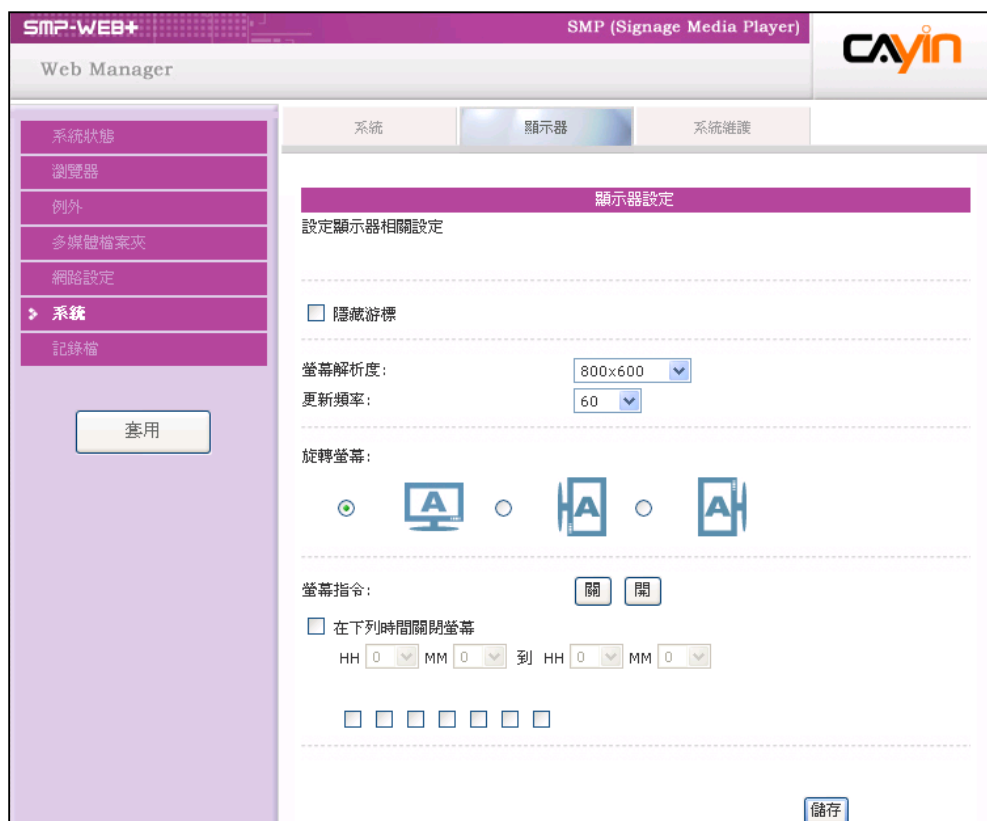 SMP-WEB+
SMP (Signage Media Player)
CAYIN
Web Manager
系統狀態
瀏覽器
例外
多媒體檔案夾
網路設定
系統
記錄檔
套用
系統
顯示器
系統維護
顯示器設定
設定顯示器相關設定
隱藏游標
螢幕解析度:
800x600
更新頻率:
60
旋轉螢幕:
A
A
A
螢幕指令:
關
開
在下列時間關閉螢幕
HH 0 MM 0 到 HH 0 MM 0
儲存